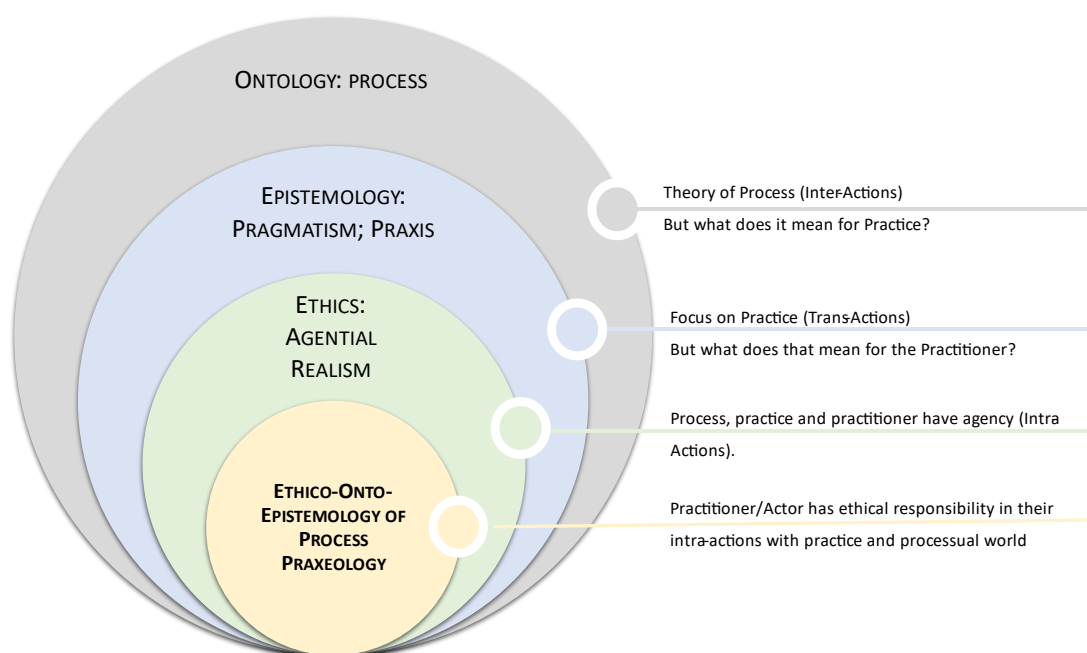 ONTOLOGY: PROCESS
EPISTEMOLOGY:
PRAGMATISM; PRAXIS
ETHICS:
AGENTIAL
REALISM
ETHICO-ONTO-
EPISTEMOLOGY OF
PROCESS
PRAXEOLOGY
Theory of Process (Inter-Actions)
But what does it mean for Practice?
Focus on Practice (Trans-Actions)
But what does that mean for the Practitioner?
Process, practice and practitioner have agency (Intra-
Actions).
Practitioner/Actor has ethical responsibility in their
intra-actions with practice and processual world